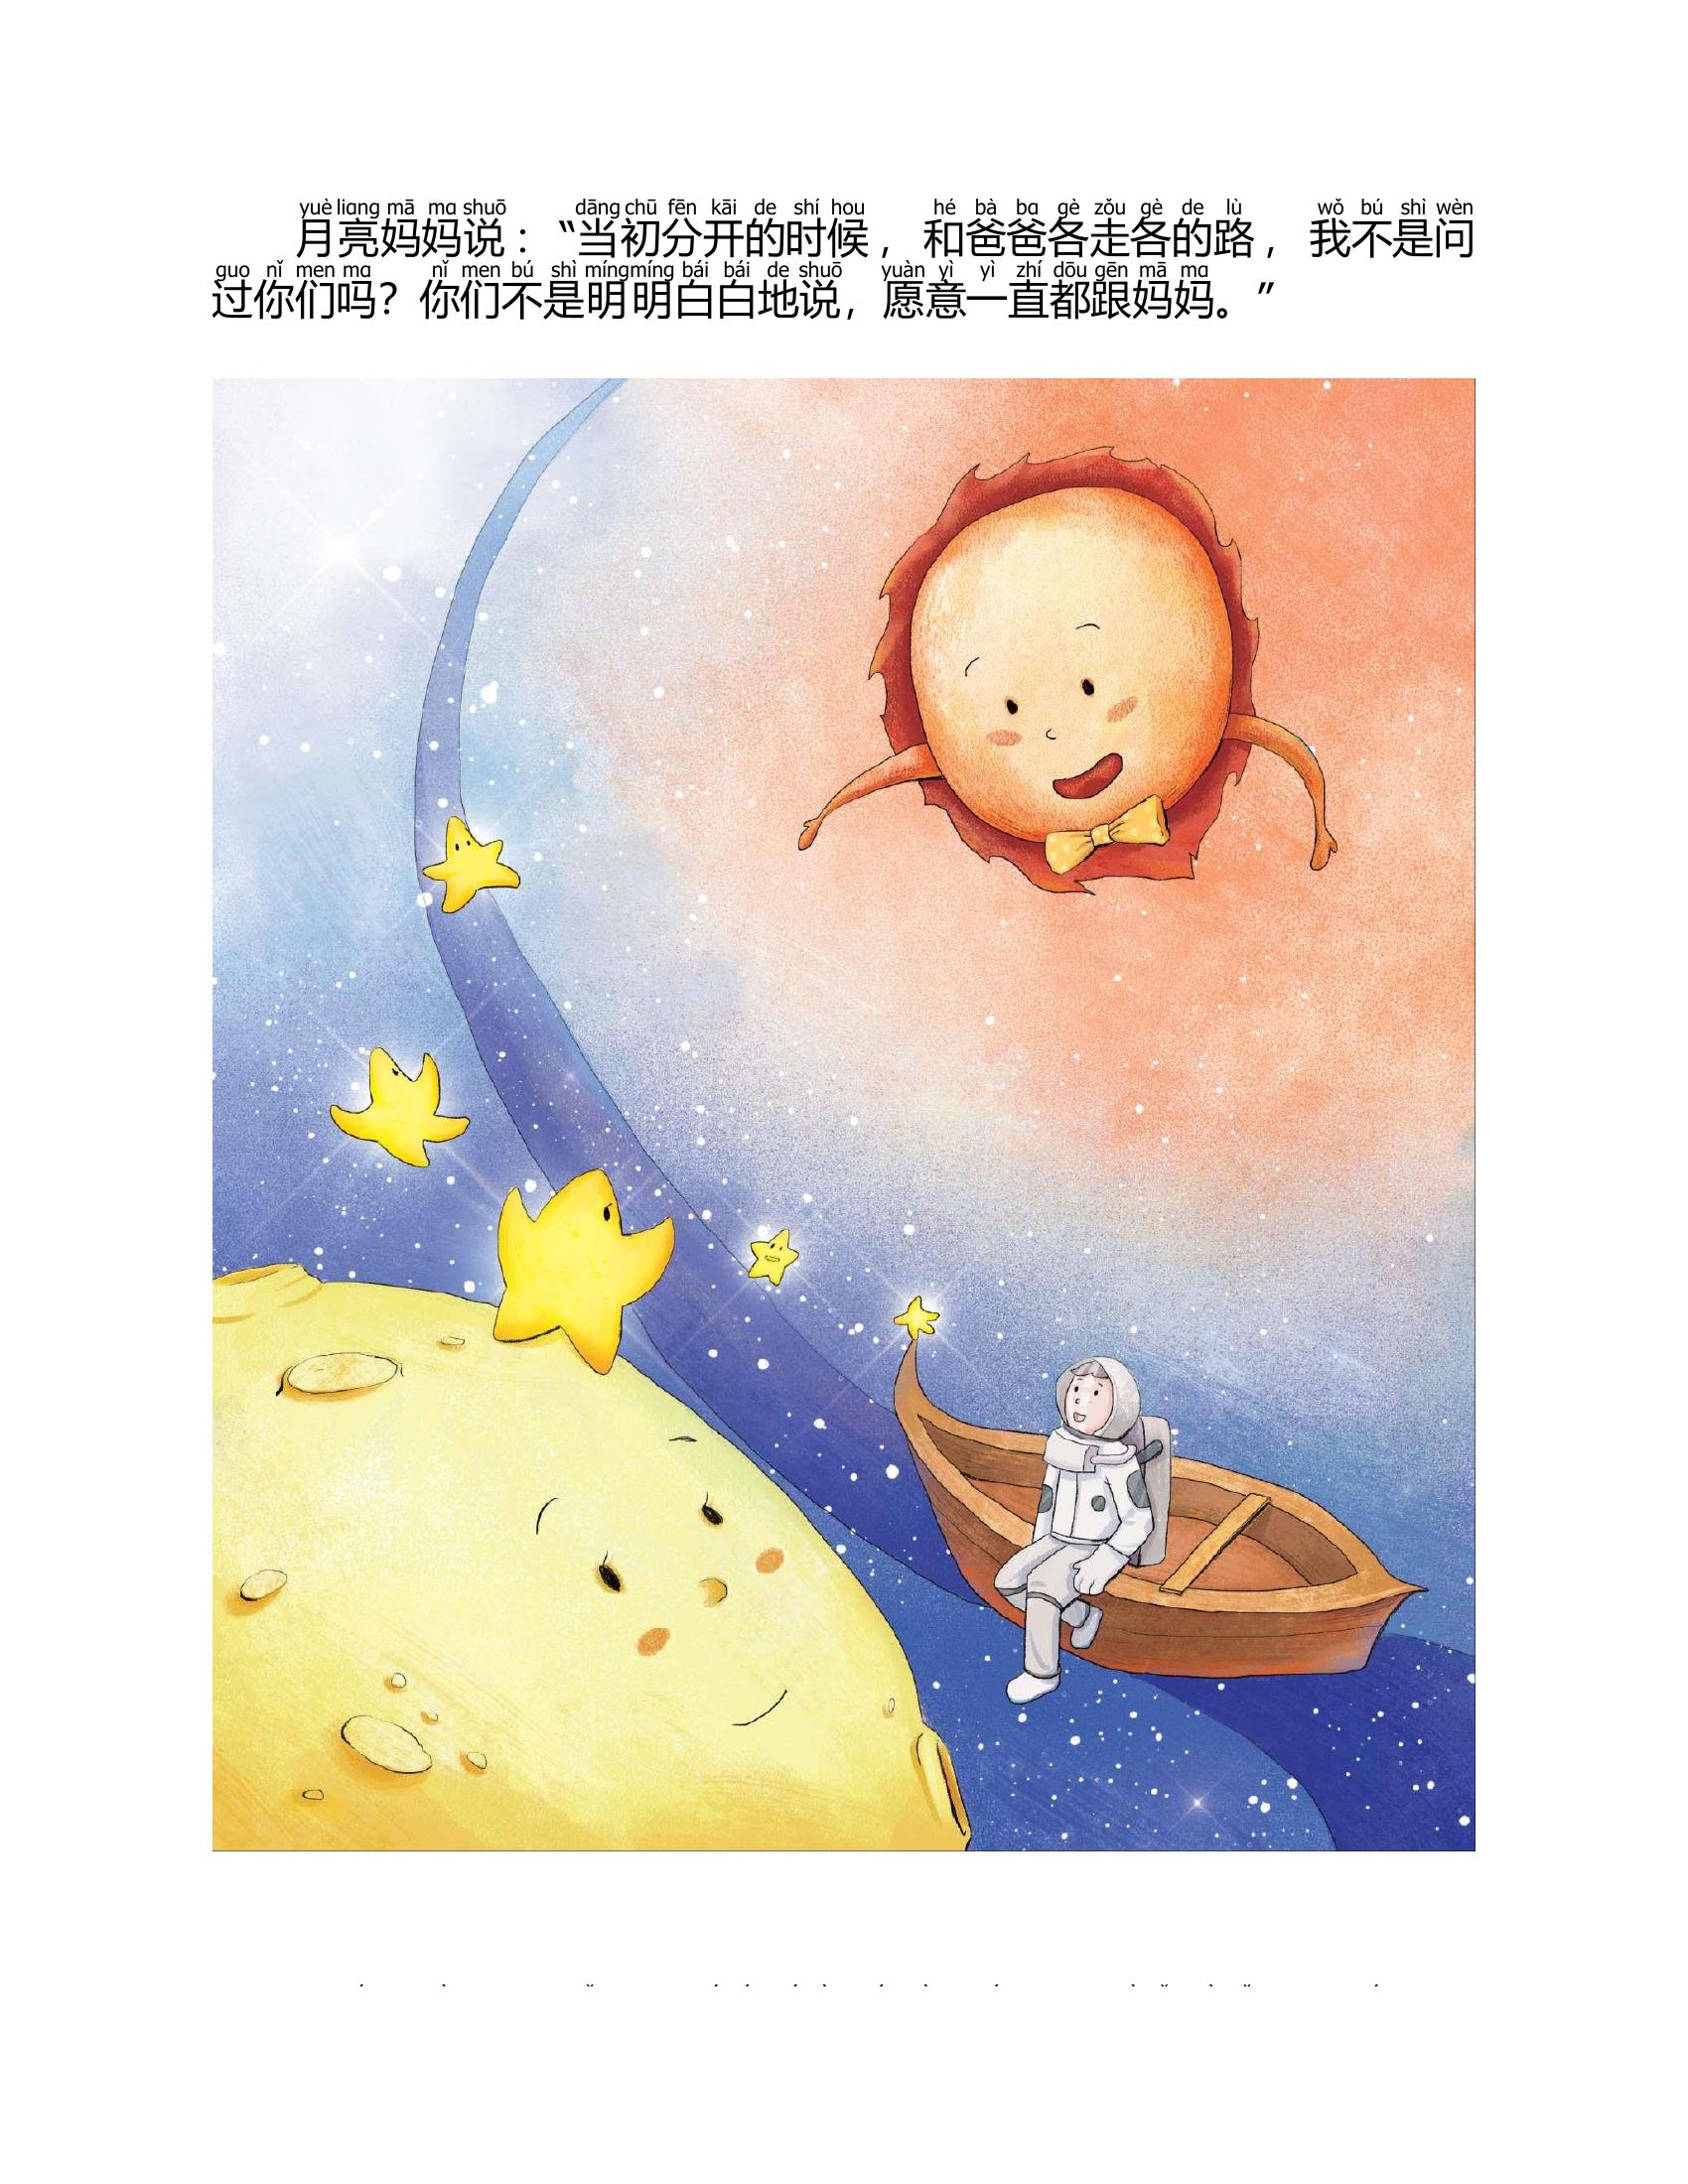 yuè liang mā ma shuō dāng chū fēn kāi de shí hou hé bà ba gè zǒu gè de lù wǒ bú shì wèn
月亮妈妈说：“当初分开的时候，和爸爸各走各的路，我不是问
guo nǐ men ma nǐ men bú shì míng míng bái bái de shuō yuàn yì yì zhí dōu gēn mā ma
过你们吗？你们不是明明白白地说，愿意一直都跟妈妈。”